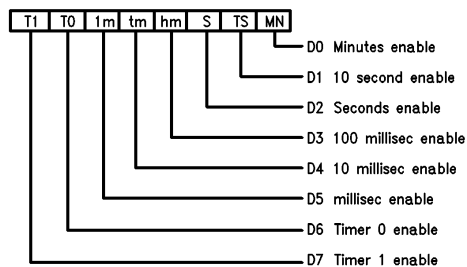 T1 T0 1m tm hm S TS MN
D0 Minutes enable
D1 10 second enable
D2 Seconds enable
D3 100 millisec enable
D4 10 millisec enable
D5 millisec enable
D6 Timer 0 enable
D7 Timer 1 enable